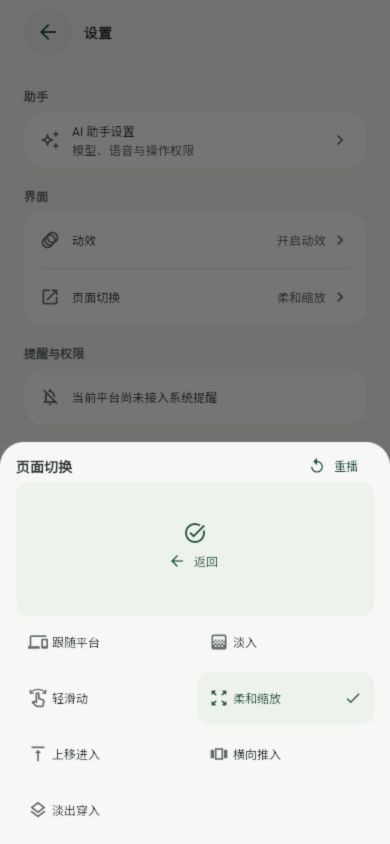 设置
助手
AI 助手设置
模型、语音与操作权限
界面
动效 开启动效
页面切换 柔和缩放
提醒与权限
当前平台尚未接入系统提醒
页面切换 重播
返回
跟随平台 淡入
轻滑动 柔和缩放
上移进入 横向推入
淡出穿入